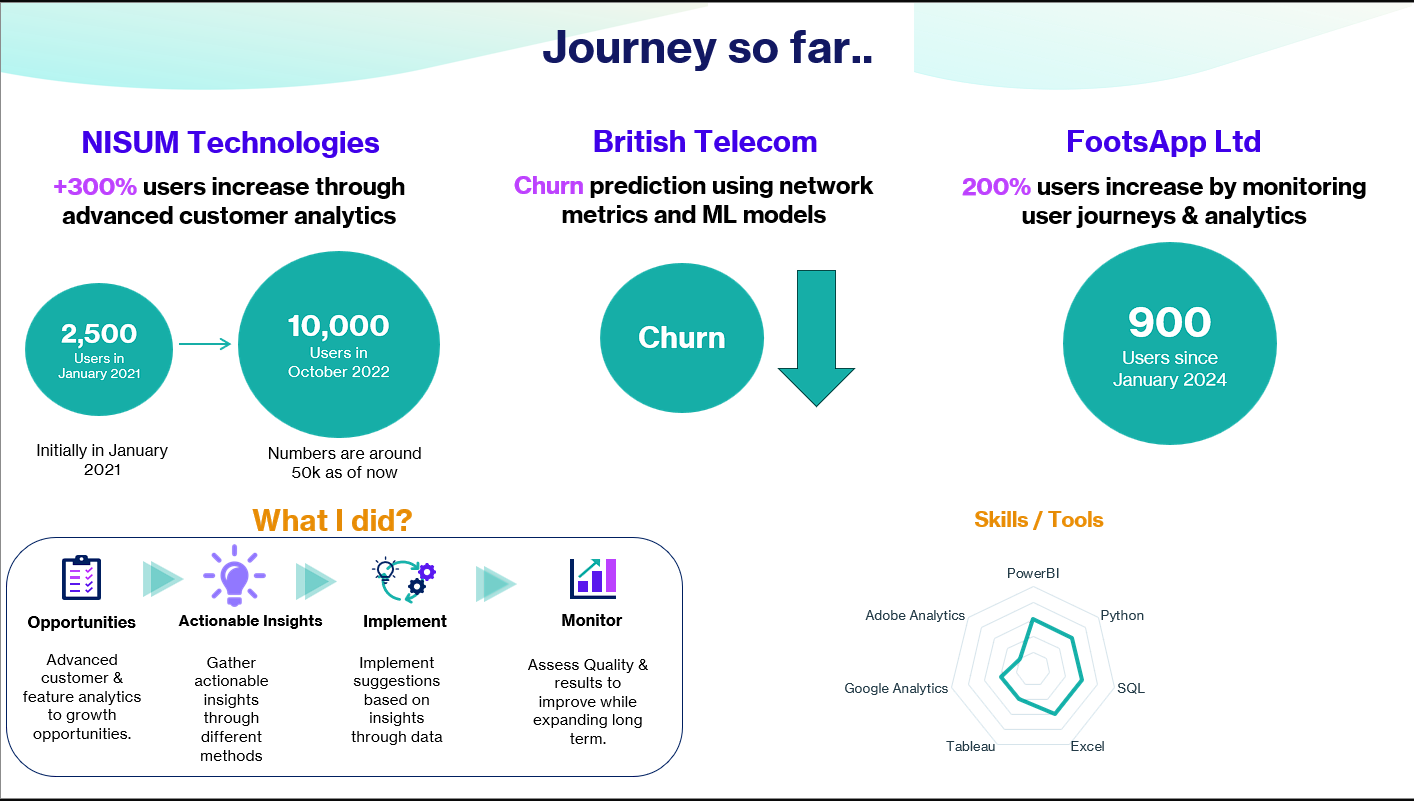 Journey so far..
NISUM Technologies
+300% users increase through
advanced customer analytics
2,500
Users in
January 2021
10,000
Users in
October 2022
Initially in January
2021
Numbers are around
50k as of now
British Telecom
Churn prediction using network
metrics and ML models
Churn
FootsApp Ltd
200% users increase by monitoring
user journeys & analytics
900
Users since
January 2024
What I did?
Opportunities
Advanced
customer &
feature analytics
to growth
opportunities.
Actionable Insights
Gather
actionable
insights
through
different
methods
Implement
Implement
suggestions
based on
insights
through data
Monitor
Assess Quality &
results to
improve while
expanding long
term.
Skills / Tools
PowerBI
Python
SQL
Excel
Tableau
Google Analytics
Adobe Analytics